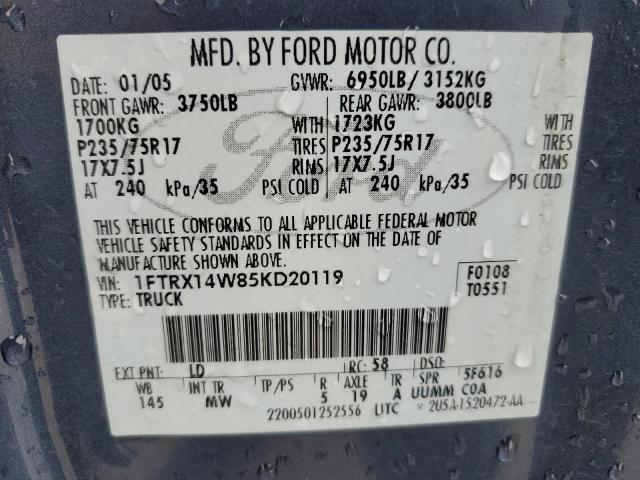 MFD. BY FORD MOTOR CO.
DATE: 01/05 GVWR: 6950LB/ 3152KG
FRONT GAWR: 3750LB REAR GAWR: 3800LB
1700KG WITH 1723KG WITH
P235/75R17 TIRES P235/75R17 TIRES
17X7.5J RIMS 17X7.5J RIMS
AT 240 kPa/35 PSI COLD AT 240 kPa/35 PSI COLD
Ford
THIS VEHICLE CONFORMS TO ALL APPLICABLE FEDERAL MOTOR
VEHICLE SAFETY STANDARDS IN EFFECT ON THE DATE OF
MANUFACTURE SHOWN ABOVE.
VIN: 1FTRX14W85KD20119 F0108
TYPE: TRUCK T0551
EXT PNT: LD RC: 58 DSO:
WB INT TR TP/PS R AXLE TR SPR 5F616
145 MW 5 19 A UUMM COA
2200501252556 LITC 2U5A-1520472-AA